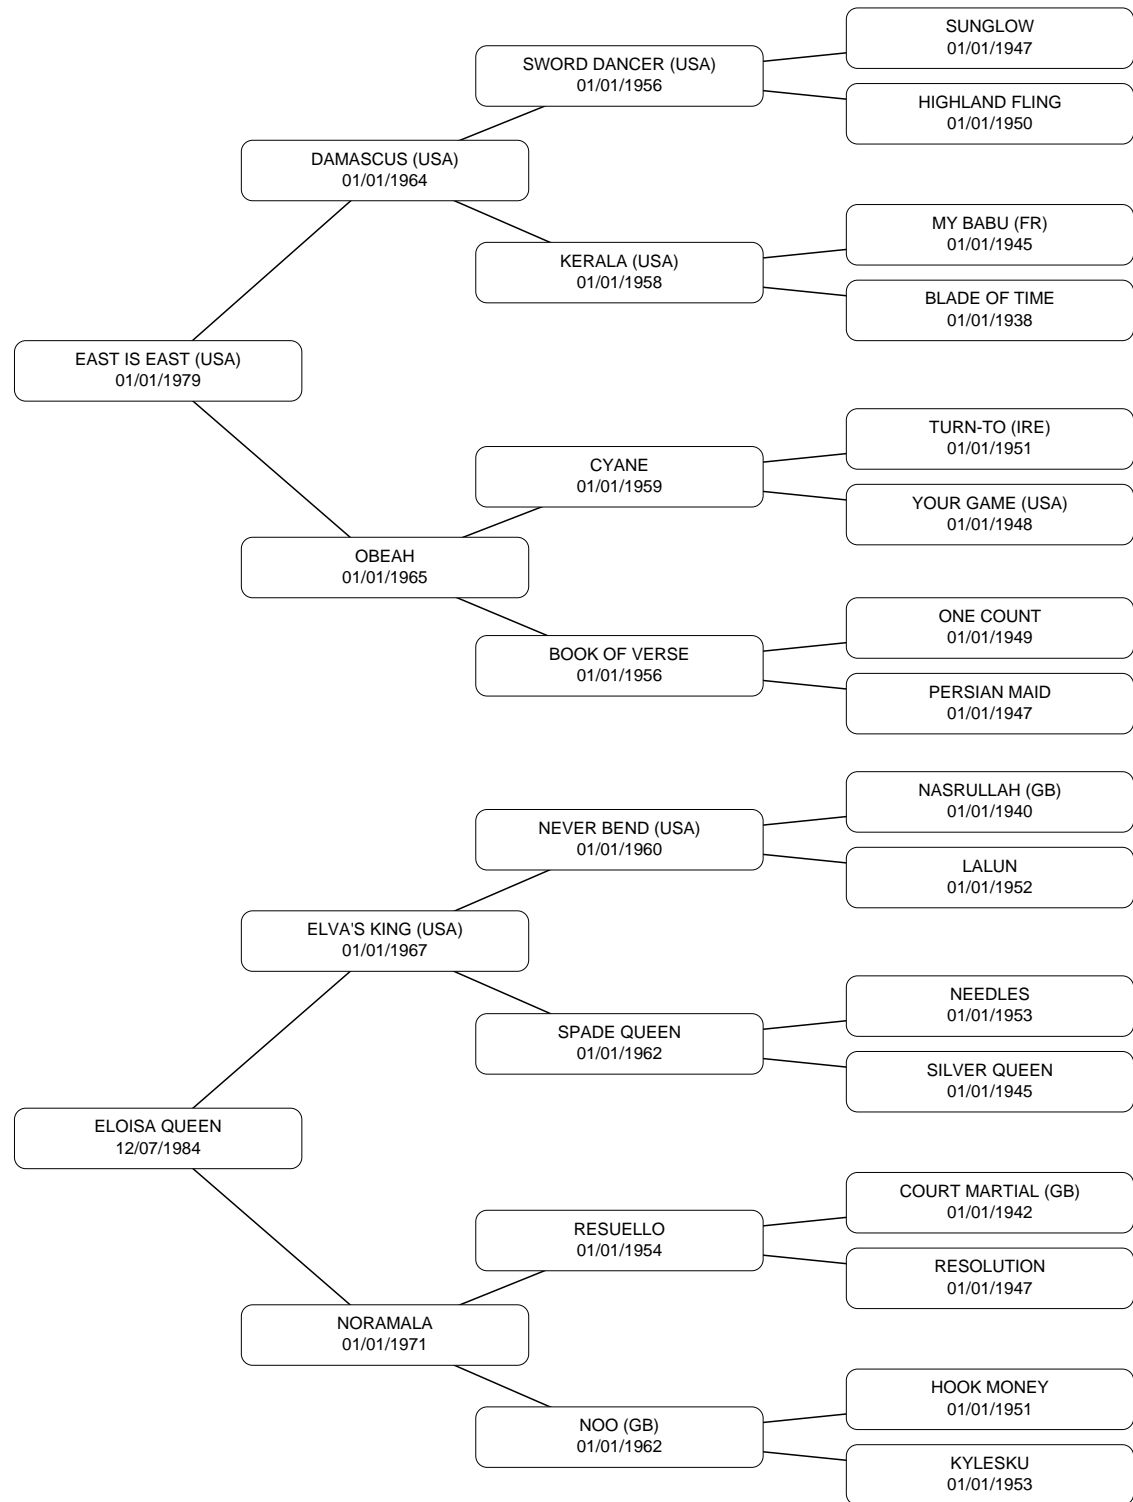 SUNGLOW
01/01/1947
SWORD DANCER (USA)
01/01/1956
HIGHLAND FLING
01/01/1950
DAMASCUS (USA)
01/01/1964
MY BABU (FR)
01/01/1945
KERALA (USA)
01/01/1958
BLADE OF TIME
01/01/1938
EAST IS EAST (USA)
01/01/1979
TURN-TO (IRE)
01/01/1951
CYANE
01/01/1959
YOUR GAME (USA)
01/01/1948
OBEAH
01/01/1965
ONE COUNT
01/01/1949
BOOK OF VERSE
01/01/1956
PERSIAN MAID
01/01/1947
NASRULLAH (GB)
01/01/1940
NEVER BEND (USA)
01/01/1960
LALUN
01/01/1952
ELVA'S KING (USA)
01/01/1967
NEEDLES
01/01/1953
SPADE QUEEN
01/01/1962
SILVER QUEEN
01/01/1945
ELOISA QUEEN
12/07/1984
COURT MARTIAL (GB)
01/01/1942
RESUELLO
01/01/1954
RESOLUTION
01/01/1947
NORAMALA
01/01/1971
HOOK MONEY
01/01/1951
NOO (GB)
01/01/1962
KYLESKU
01/01/1953